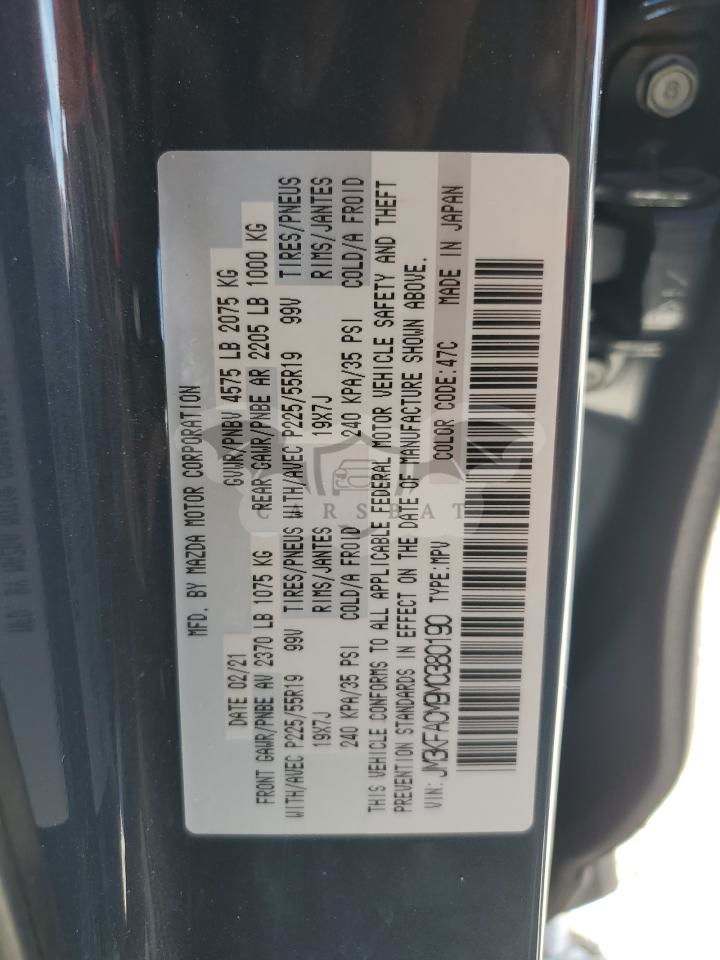 MFD. BY MAZDA MOTOR CORPORATION
DATE 02/21 GVWR/PNBV 4575 LB 2075 KG
FRONT GAWR/PNBE AV 2370 LB 1075 KG REAR GAWR/PNBE AR 2205 LB 1000 KG
WITH/AVEC P225/55R19 99V TIRES/PNEUS WITH/AVEC P225/55R19 99V TIRES/PNEUS
19X7J RIMS/JANTES 19X7J RIMS/JANTES
240 KPA/35 PSI COLD/A FROID 240 KPA/35 PSI COLD/A FROID
THIS VEHICLE CONFORMS TO ALL APPLICABLE FEDERAL MOTOR VEHICLE SAFETY AND THEFT
PREVENTION STANDARDS IN EFFECT ON THE DATE OF MANUFACTURE SHOWN ABOVE.
VIN: JM3KFACM9M0380190 TYPE:MPV COLOR CODE:47C MADE IN JAPAN
CARSBAT
8